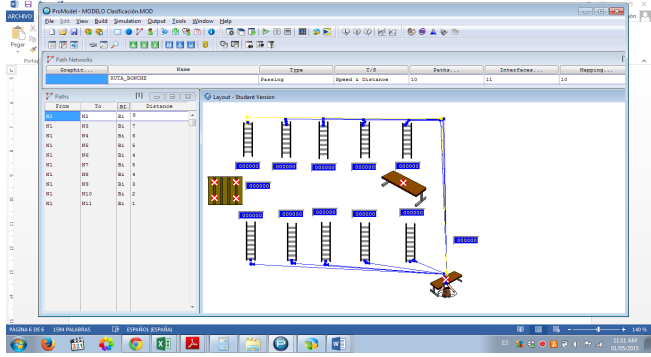 ProModel - MODELO Clasificación.MOD
ARCHIVO
File Edit View Build Simulation Output Tools Window Help
Pegar
Porta
Path Networks
Graphic... Name Type T/S Paths... Interfaces... Mapping...
RUTA_BONCHE Passing Speed & Distance 10 11 10
Paths [1]
Layout - Student Version
From To BI Distance
N1 N2 Bi 8
N1 N3 Bi 7
N1 N4 Bi 6
N1 N5 Bi 5
N1 N6 Bi 4
N1 N7 Bi 5
N1 N8 Bi 4
N1 N9 Bi 3
N1 N10 Bi 2
N1 N11 Bi 1
000000 000000 000000 000000 000000
000000
000000 000000 000000 000000 000000
000000
PÁGINA 6 DE 6 1594 PALABRAS ESPAÑOL (ESPAÑA) 140 %
ES 11:11 AM
01/05/2015